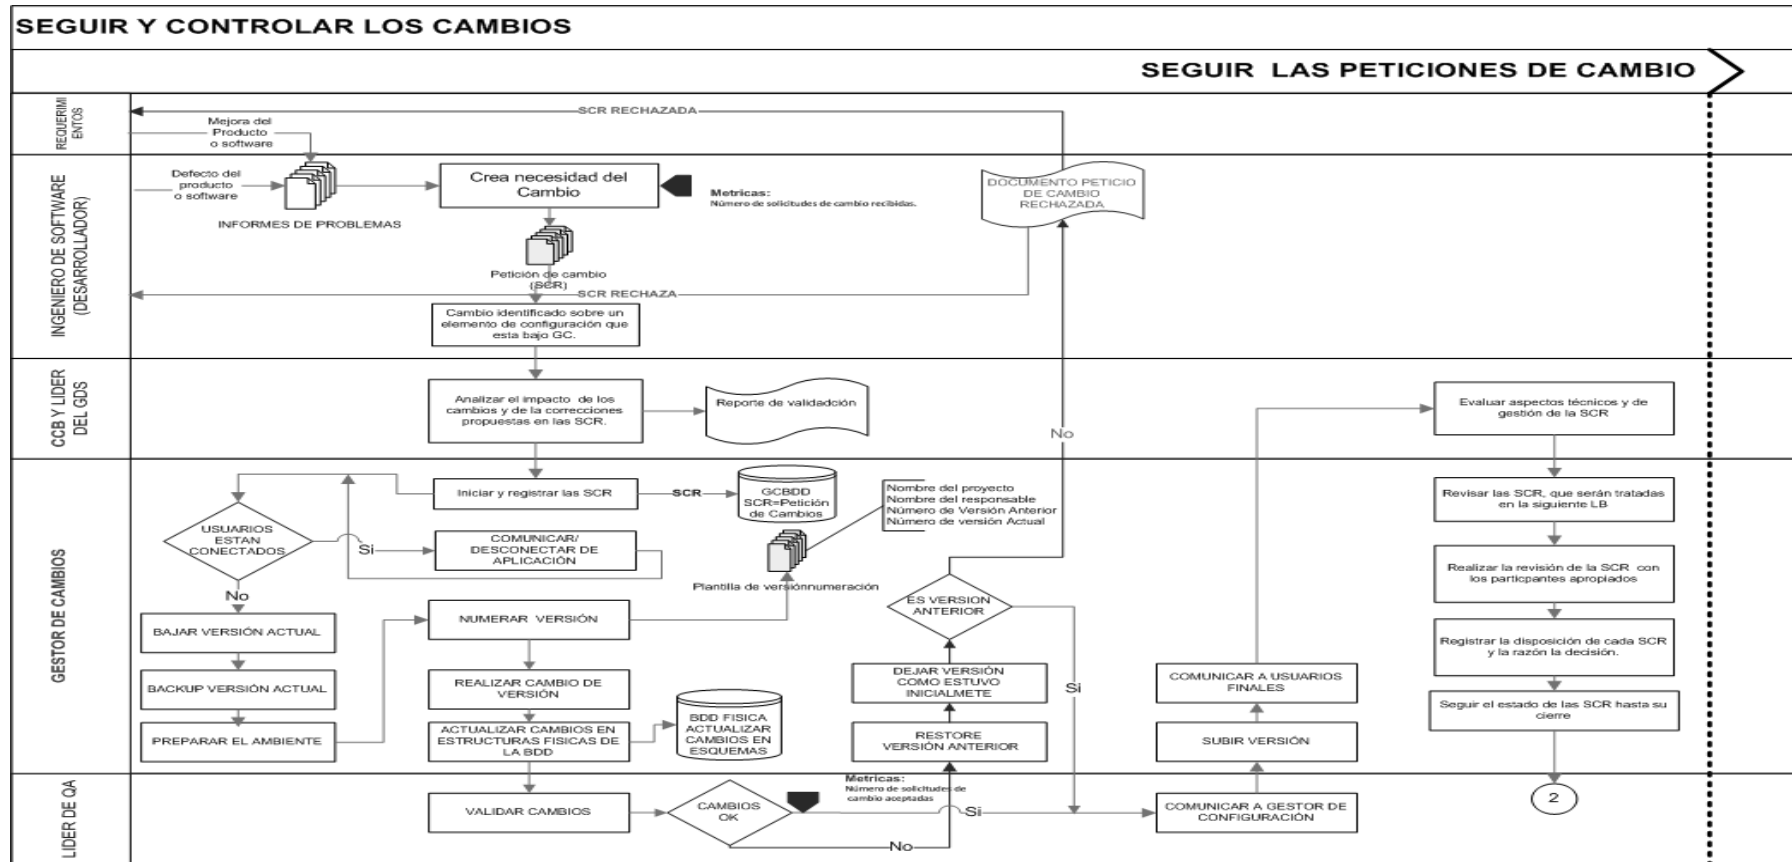 SEGUIR Y CONTROLAR LOS CAMBIOS
SEGUIR LAS PETICIONES DE CAMBIO
REQUERIMI
ENTOS
SCR RECHAZADA
Mejora del
Producto
o software
INGENIERO DE SOFTWARE
(DESARROLLADOR)
Defecto del
producto
o software
INFORMES DE PROBLEMAS
Crea necesidad del
Cambio
Metricas:
Número de solicitudes de cambio recibidas.
DOCUMENTO PETICIO
DE CAMBIO
RECHAZADA
Petición de cambio
(SCR)
SCR RECHAZA
Cambio identificado sobre un
elemento de configuración que
esta bajo GC.
CCB Y LIDER
DEL GDS
Analizar el impacto de los
cambios y de la correcciones
propuestas en las SCR.
Reporte de validadción
No
Evaluar aspectos técnicos y de
gestión de la SCR
GESTOR DE CAMBIOS
Iniciar y registrar las SCR
SCR
GCBDD
SCR=Petición
de Cambios
Nombre del proyecto
Nombre del responsable
Número de Versión Anterior
Número de versión Actual
Revisar las SCR, que serán tratadas
en la siguiente LB
USUARIOS
ESTAN
CONECTADOS
Si
COMUNICAR/
DESCONECTAR DE
APLICACIÓN
Plantilla de versiónnumeración
Realizar la revisión de la SCR con
los particpantes apropiados
No
ES VERSION
ANTERIOR
BAJAR VERSIÓN ACTUAL
NUMERAR VERSIÓN
Registrar la disposición de cada SCR
y la razón la decisión.
BACKUP VERSIÓN ACTUAL
REALIZAR CAMBIO DE
VERSIÓN
DEJAR VERSIÓN
COMO ESTUVO
INICIALMETE
Si
COMUNICAR A USUARIOS
FINALES
Seguir el estado de las SCR hasta su
cierre
PREPARAR EL AMBIENTE
ACTUALIZAR CAMBIOS EN
ESTRUCTURAS FISICAS DE
LA BDD
BDD FISICA
ACTUALIZAR
CAMBIOS EN
ESQUEMAS
RESTORE
VERSIÓN ANTERIOR
SUBIR VERSIÓN
LIDER DE QA
VALIDAR CAMBIOS
CAMBIOS
OK
Metricas:
Número de solicitudes de
cambio aceptadas
Si
No
COMUNICAR A GESTOR DE
CONFIGURACIÓN
2